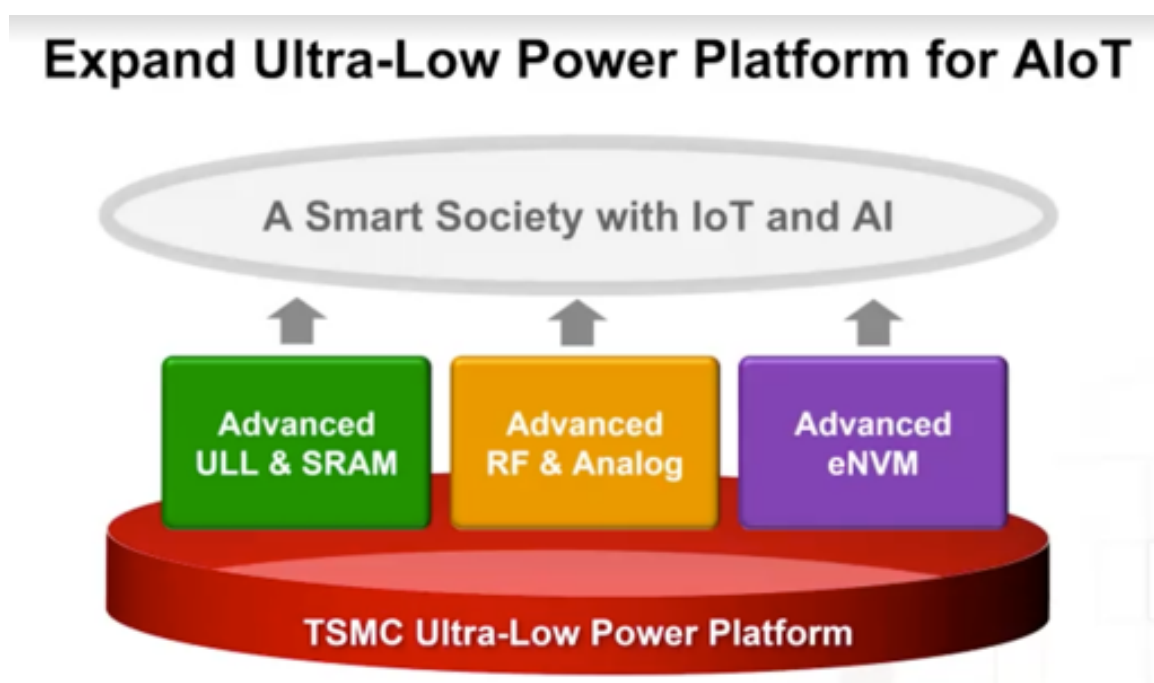 Expand Ultra-Low Power Platform for AIoT
A Smart Society with IoT and AI
Advanced
ULL & SRAM
Advanced
RF & Analog
Advanced
eNVM
TSMC Ultra-Low Power Platform